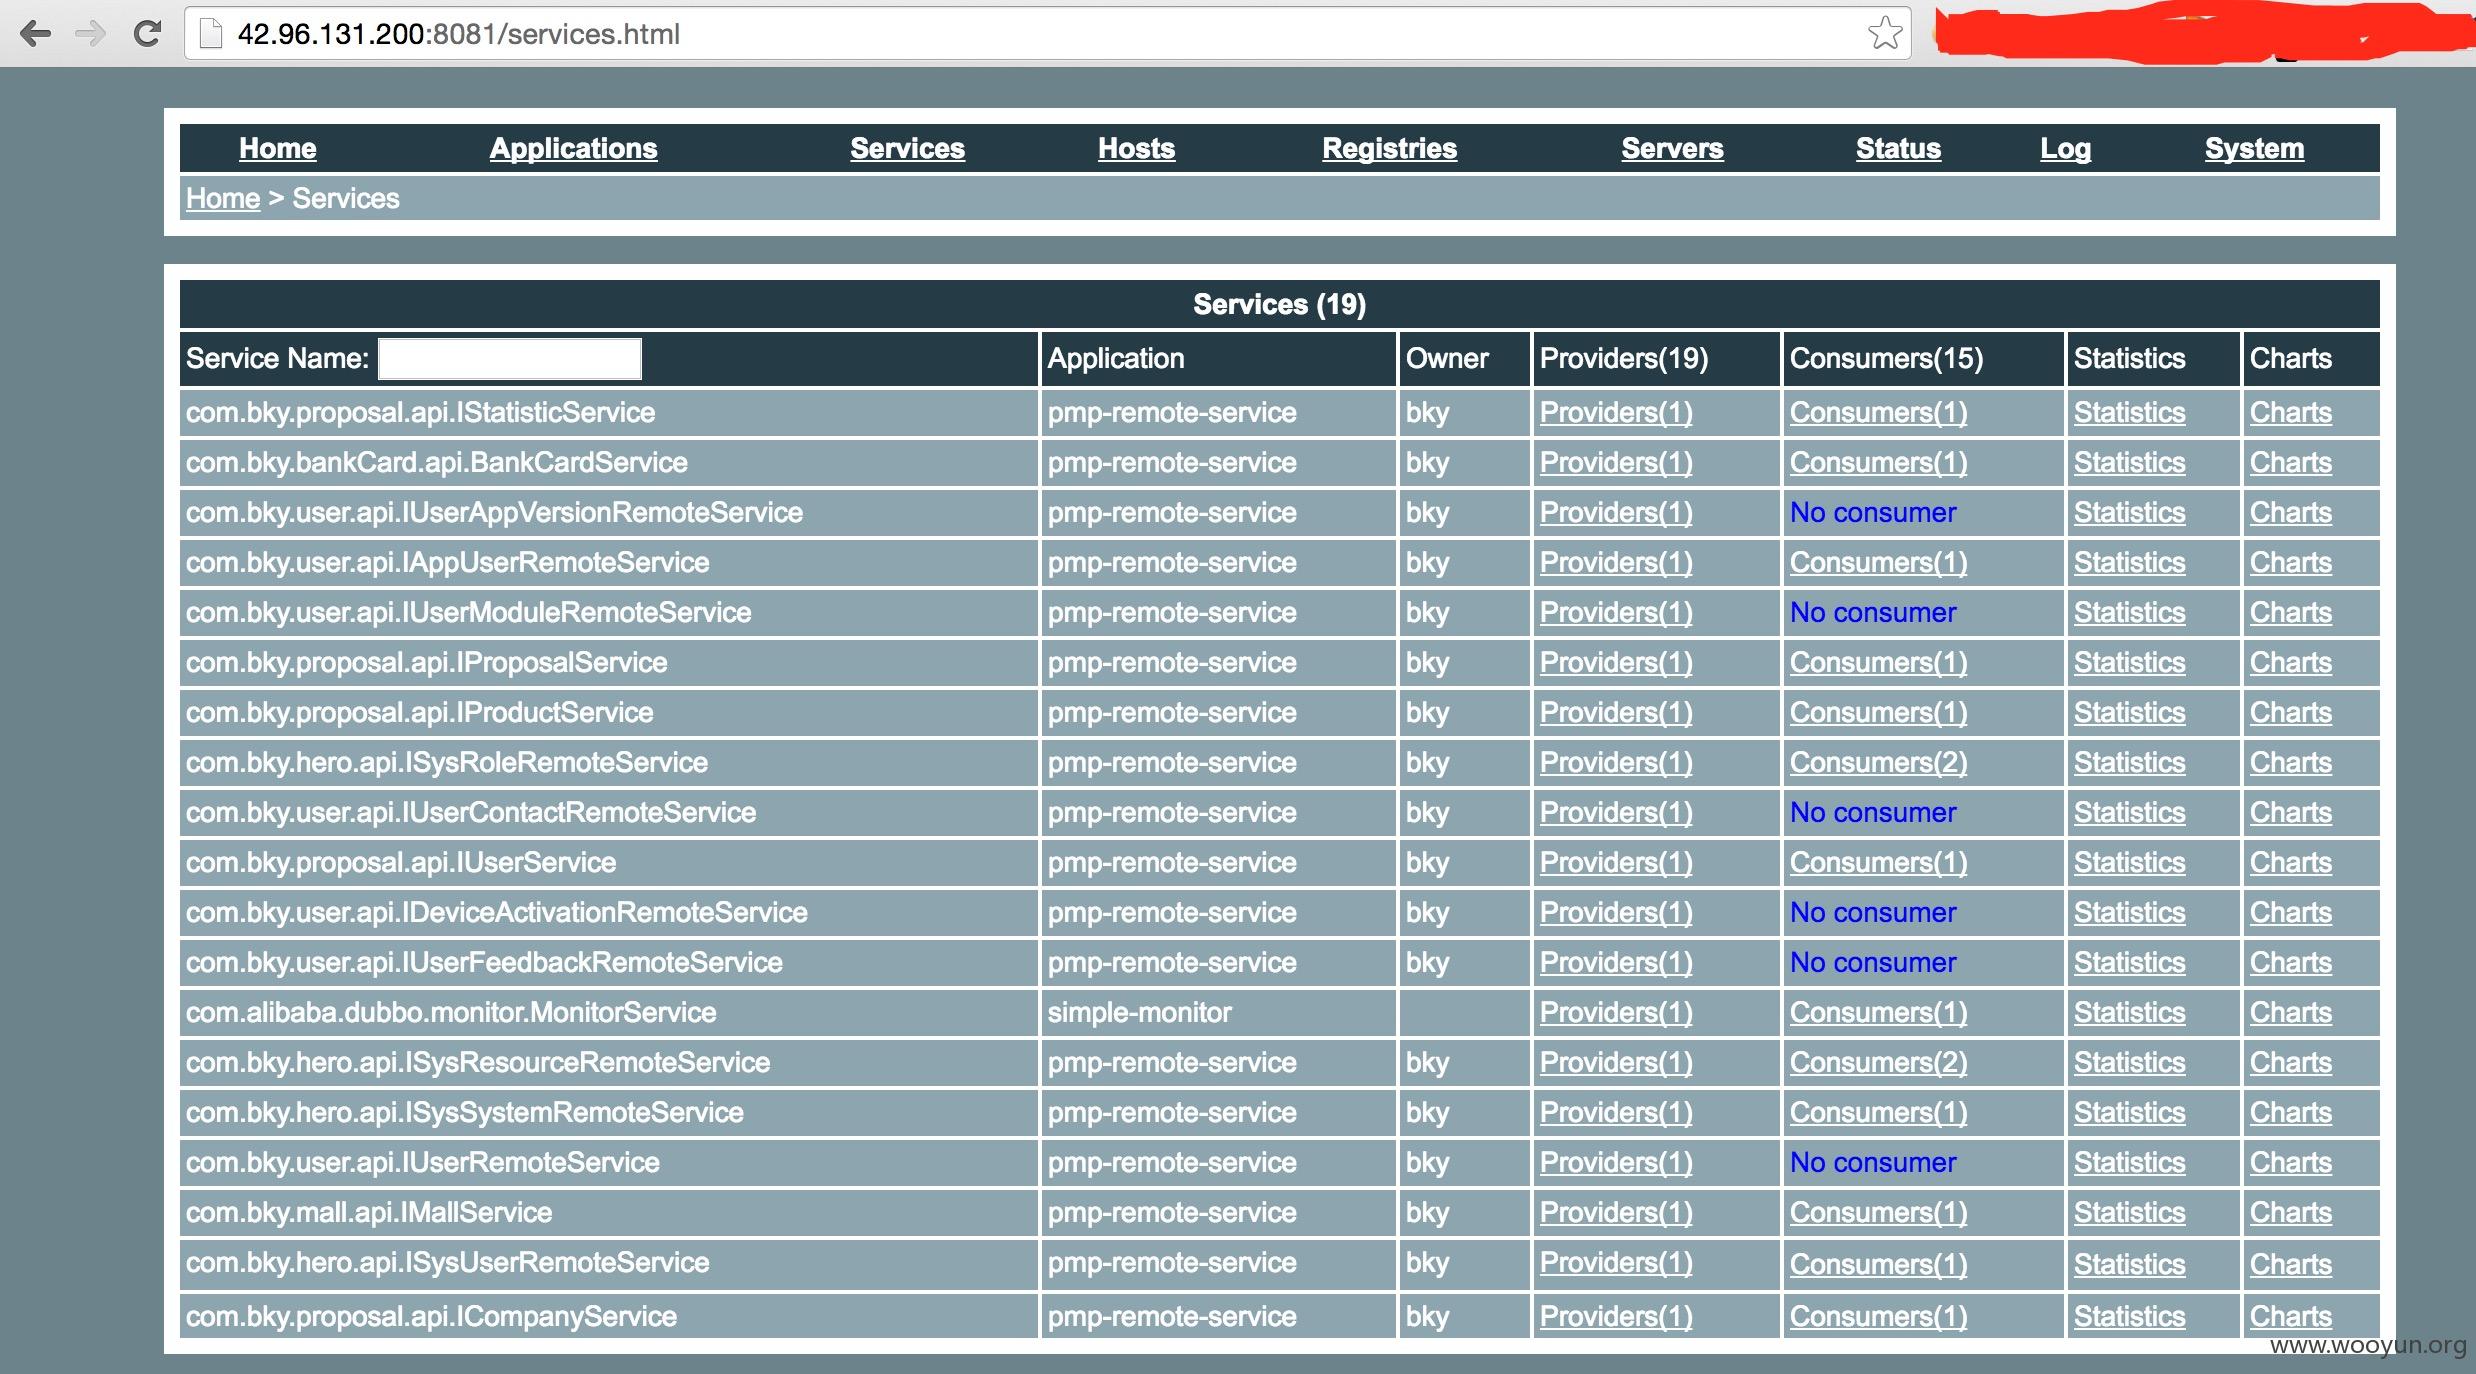 42.96.131.200:8081/services.html
Home Applications Services Hosts Registries Servers Status Log System
Home > Services
Services (19)
Service Name: Application Owner Providers(19) Consumers(15) Statistics Charts
com.bky.proposal.api.IStatisticService pmp-remote-service bky Providers(1) Consumers(1) Statistics Charts
com.bky.bankCard.api.BankCardService pmp-remote-service bky Providers(1) Consumers(1) Statistics Charts
com.bky.user.api.IUserAppVersionRemoteService pmp-remote-service bky Providers(1) No consumer Statistics Charts
com.bky.user.api.IAppUserRemoteService pmp-remote-service bky Providers(1) Consumers(1) Statistics Charts
com.bky.user.api.IUserModuleRemoteService pmp-remote-service bky Providers(1) No consumer Statistics Charts
com.bky.proposal.api.IProposalService pmp-remote-service bky Providers(1) Consumers(1) Statistics Charts
com.bky.proposal.api.IProductService pmp-remote-service bky Providers(1) Consumers(1) Statistics Charts
com.bky.hero.api.ISysRoleRemoteService pmp-remote-service bky Providers(1) Consumers(2) Statistics Charts
com.bky.user.api.IUserContactRemoteService pmp-remote-service bky Providers(1) No consumer Statistics Charts
com.bky.proposal.api.IUserService pmp-remote-service bky Providers(1) Consumers(1) Statistics Charts
com.bky.user.api.IDeviceActivationRemoteService pmp-remote-service bky Providers(1) No consumer Statistics Charts
com.bky.user.api.IUserFeedbackRemoteService pmp-remote-service bky Providers(1) No consumer Statistics Charts
com.alibaba.dubbo.monitor.MonitorService simple-monitor Providers(1) Consumers(1) Statistics Charts
com.bky.hero.api.ISysResourceRemoteService pmp-remote-service bky Providers(1) Consumers(2) Statistics Charts
com.bky.hero.api.ISysSystemRemoteService pmp-remote-service bky Providers(1) Consumers(1) Statistics Charts
com.bky.user.api.IUserRemoteService pmp-remote-service bky Providers(1) No consumer Statistics Charts
com.bky.mall.api.IMallService pmp-remote-service bky Providers(1) Consumers(1) Statistics Charts
com.bky.hero.api.ISysUserRemoteService pmp-remote-service bky Providers(1) Consumers(1) Statistics Charts
com.bky.proposal.api.ICompanyService pmp-remote-service bky Providers(1) Consumers(1) Statistics Charts
www.wooyun.org